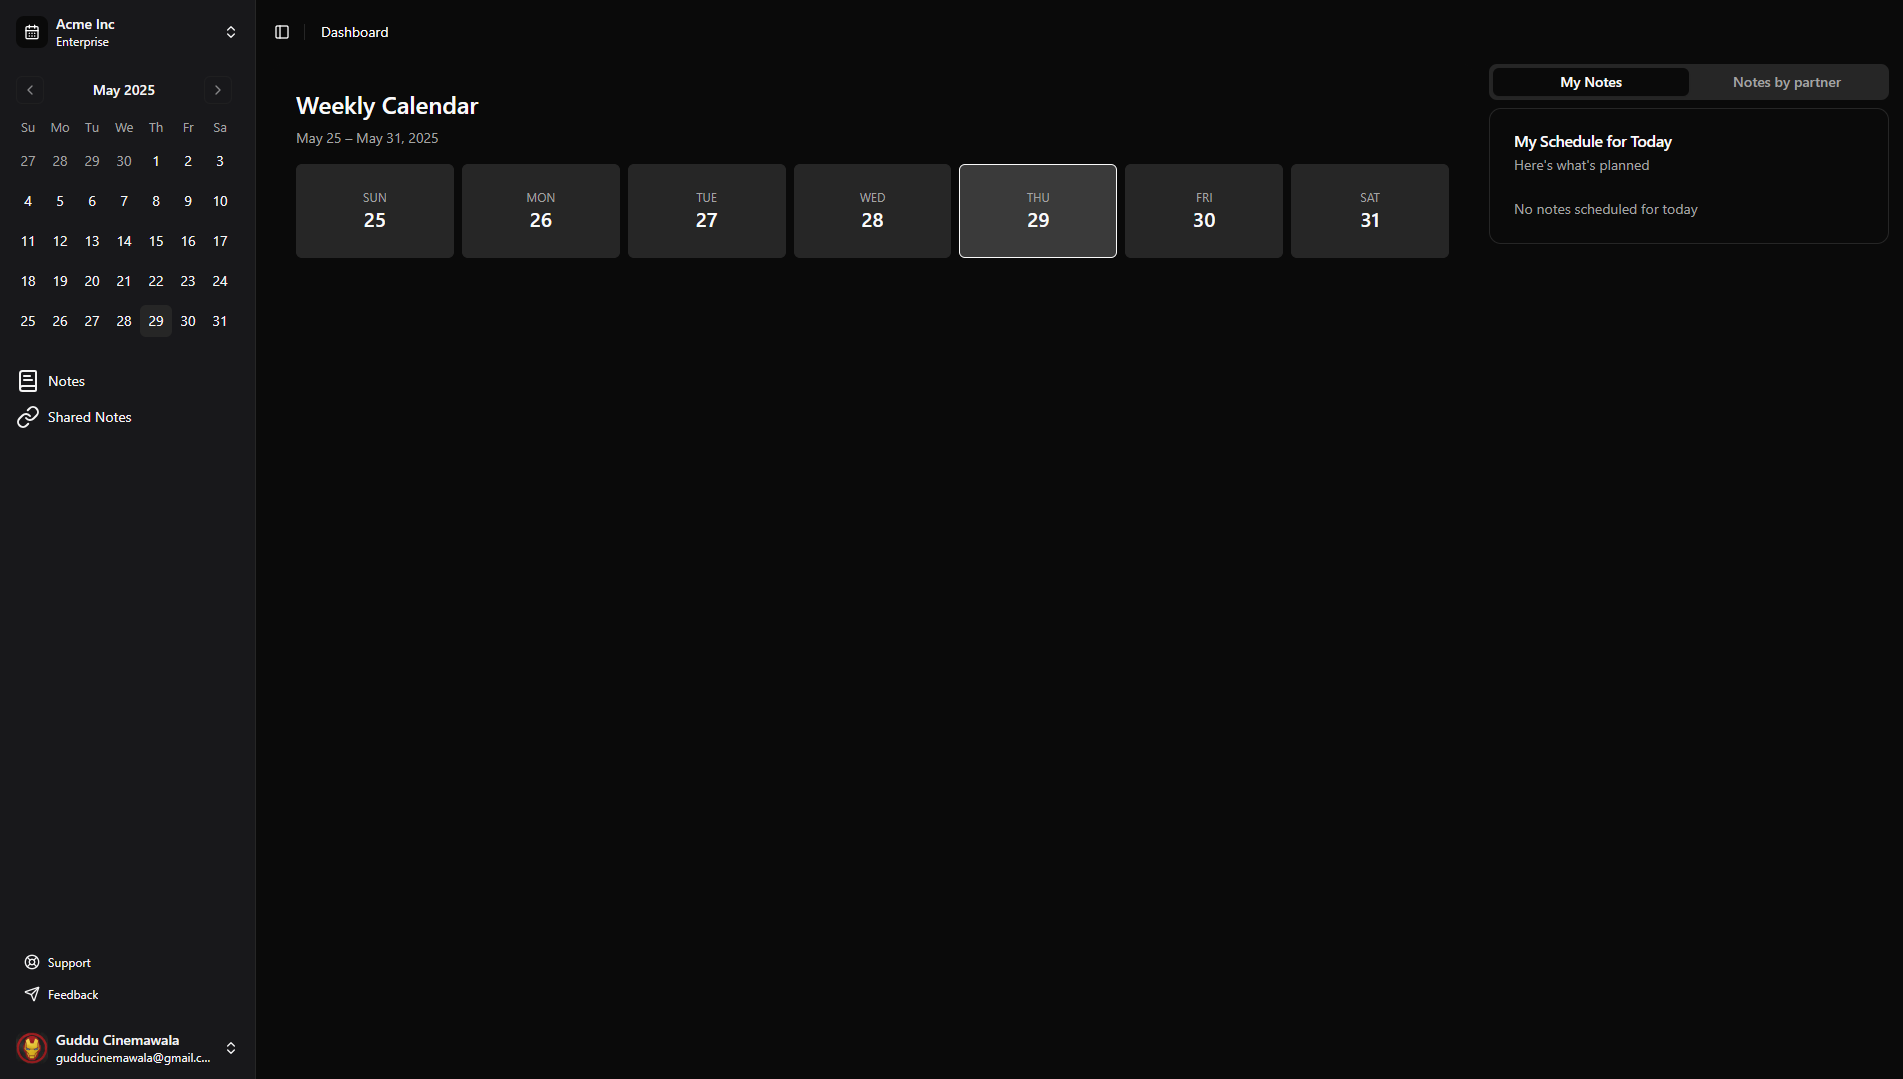 Acme Inc
Enterprise
May 2025
Su Mo Tu We Th Fr Sa
27 28 29 30 1 2 3
4 5 6 7 8 9 10
11 12 13 14 15 16 17
18 19 20 21 22 23 24
25 26 27 28 29 30 31
Notes
Shared Notes
Support
Feedback
Guddu Cinemawala
gudducinemawala@gmail.c...
Dashboard
Weekly Calendar
May 25 – May 31, 2025
SUN MON TUE WED THU FRI SAT
25 26 27 28 29 30 31
My Notes Notes by partner
My Schedule for Today
Here's what's planned
No notes scheduled for today